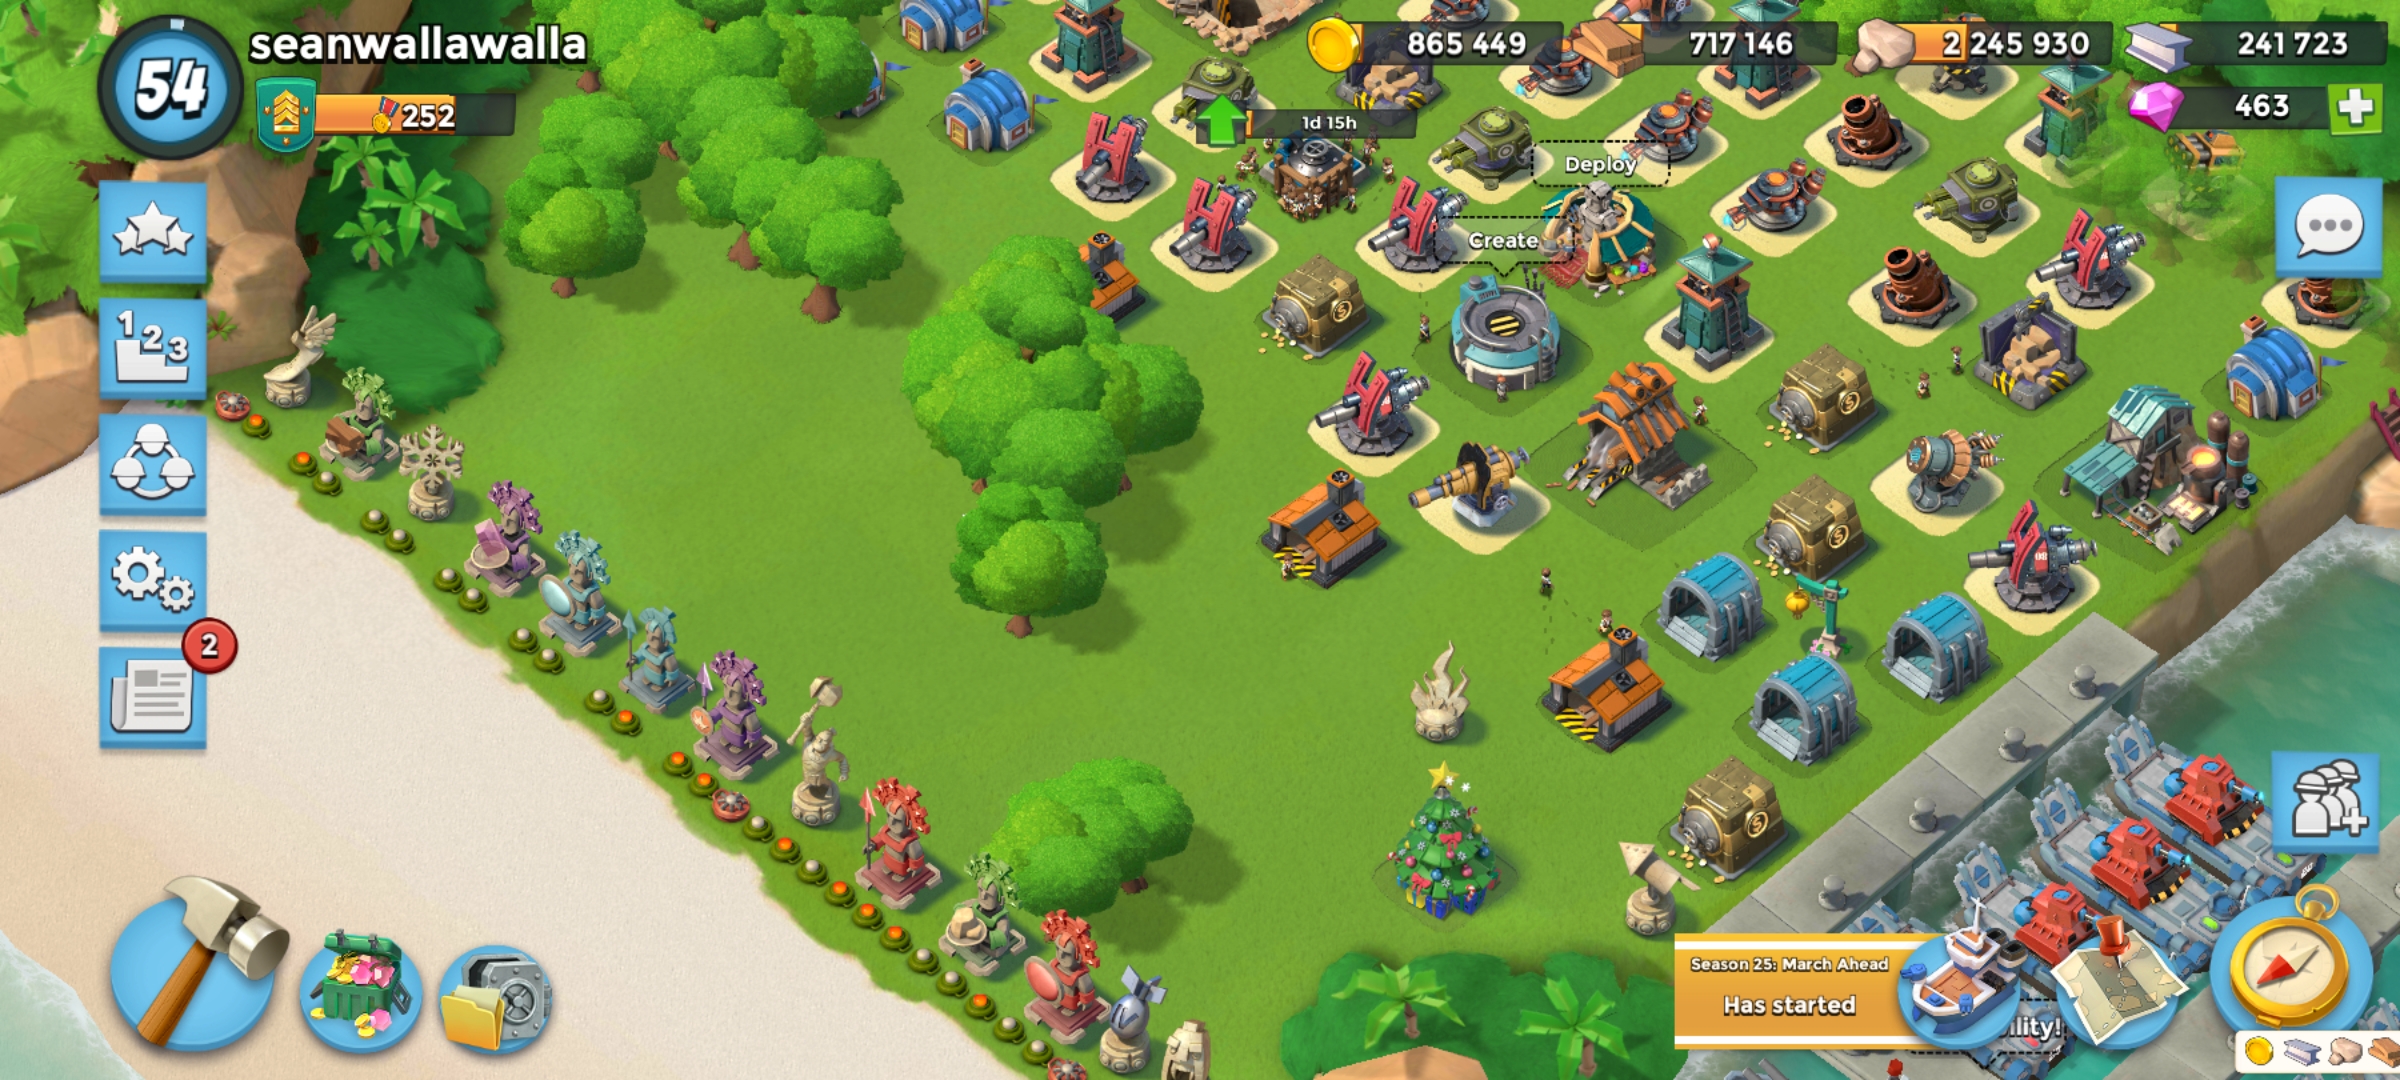 54
seanwallawalla
252
865 449
717 146
2 245 930
241 723
463
1d 15h
Deploy
Create
1 2 3
2
Season 25: March Ahead
Has started